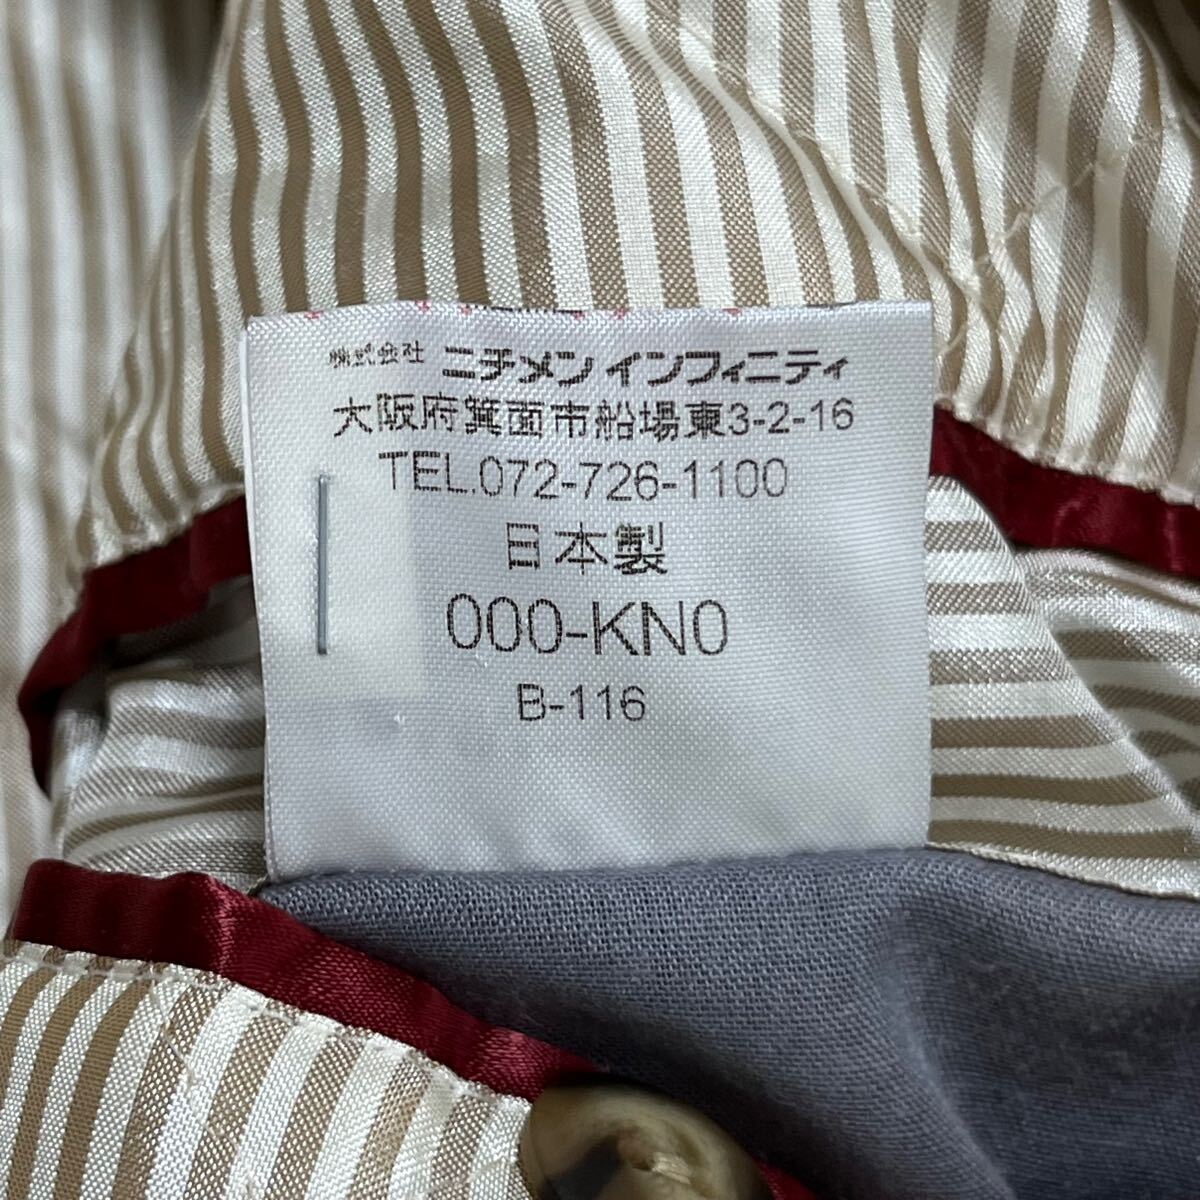 株式会社 ニチメン インフィニティ
大阪府箕面市船場東3-2-16
TEL.072-726-1100
日本製
000-KN0
B-116